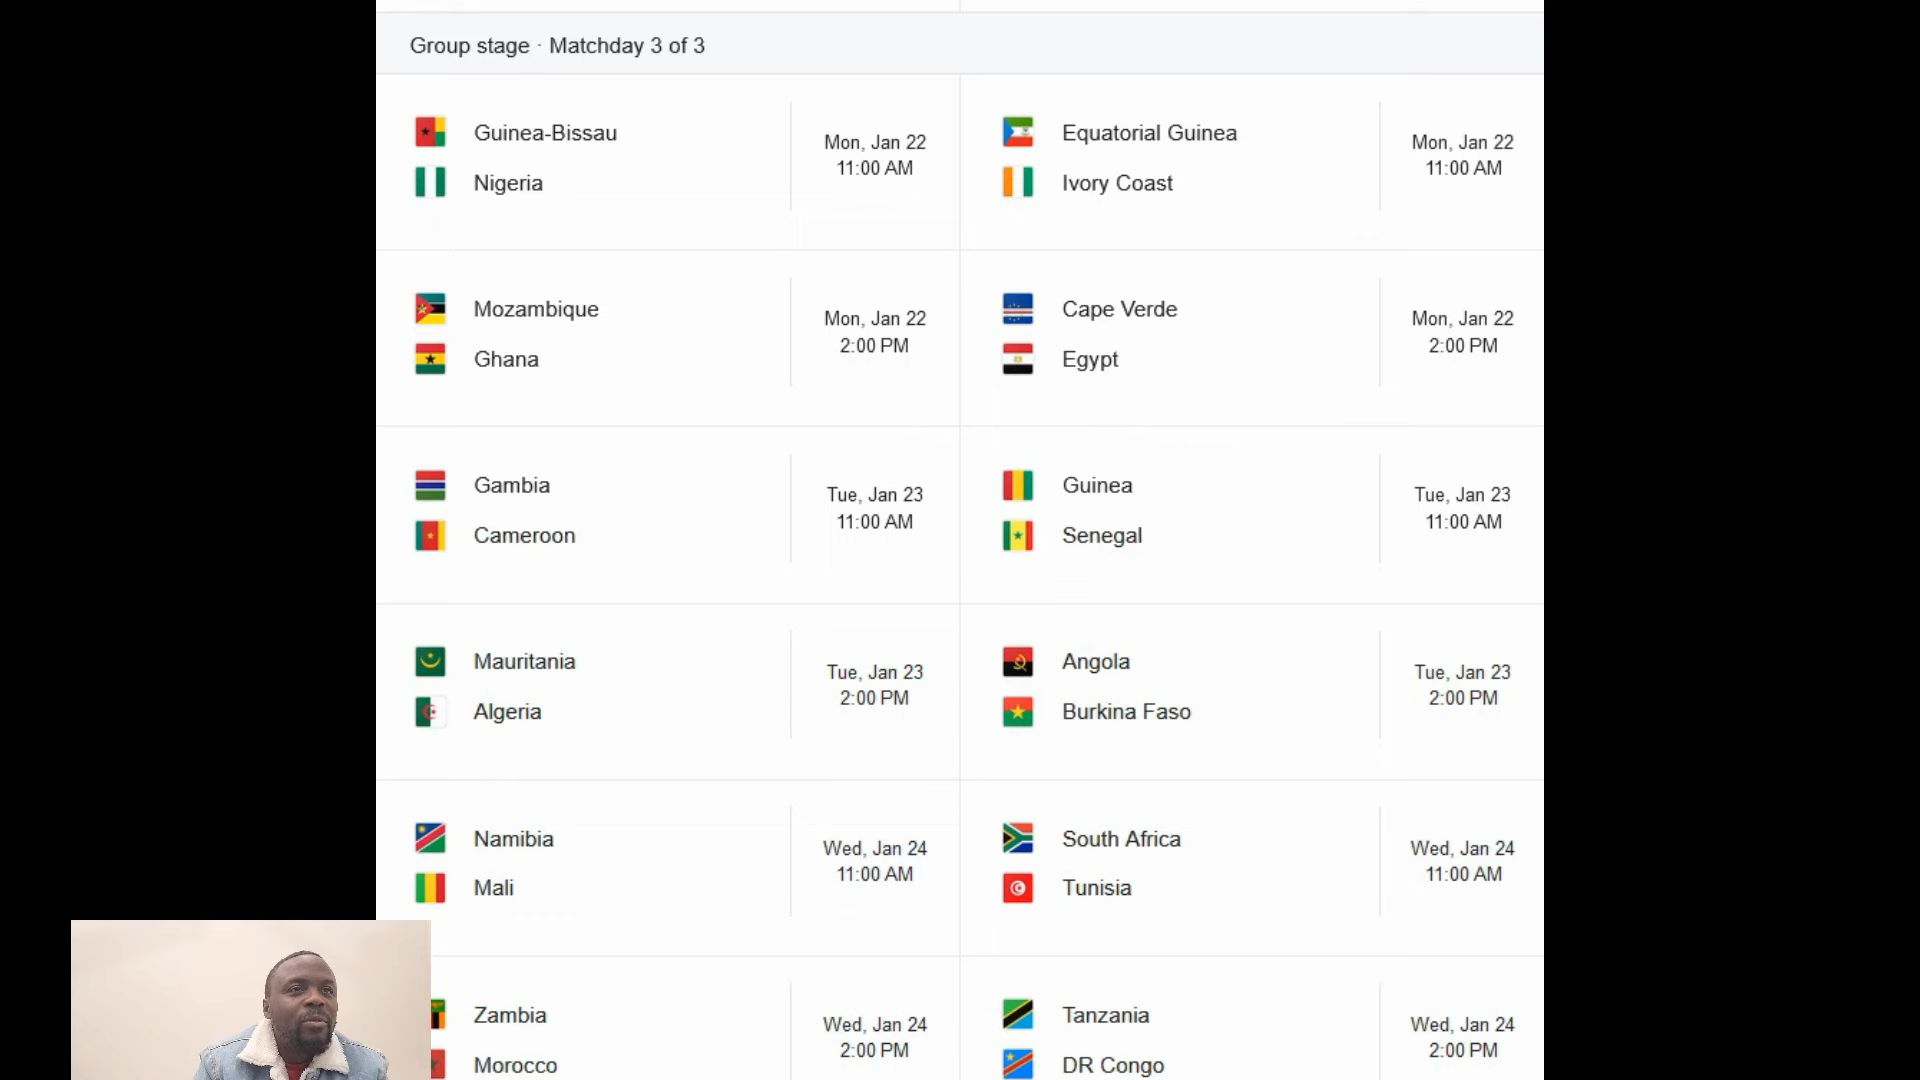 Group stage · Matchday 3 of 3
Guinea-Bissau
Nigeria
Mon, Jan 22
11:00 AM
Equatorial Guinea
Ivory Coast
Mon, Jan 22
11:00 AM
Mozambique
Ghana
Mon, Jan 22
2:00 PM
Cape Verde
Egypt
Mon, Jan 22
2:00 PM
Gambia
Cameroon
Tue, Jan 23
11:00 AM
Guinea
Senegal
Tue, Jan 23
11:00 AM
Mauritania
Algeria
Tue, Jan 23
2:00 PM
Angola
Burkina Faso
Tue, Jan 23
2:00 PM
Namibia
Mali
Wed, Jan 24
11:00 AM
South Africa
Tunisia
Wed, Jan 24
11:00 AM
Zambia
Morocco
Wed, Jan 24
2:00 PM
Tanzania
DR Congo
Wed, Jan 24
2:00 PM